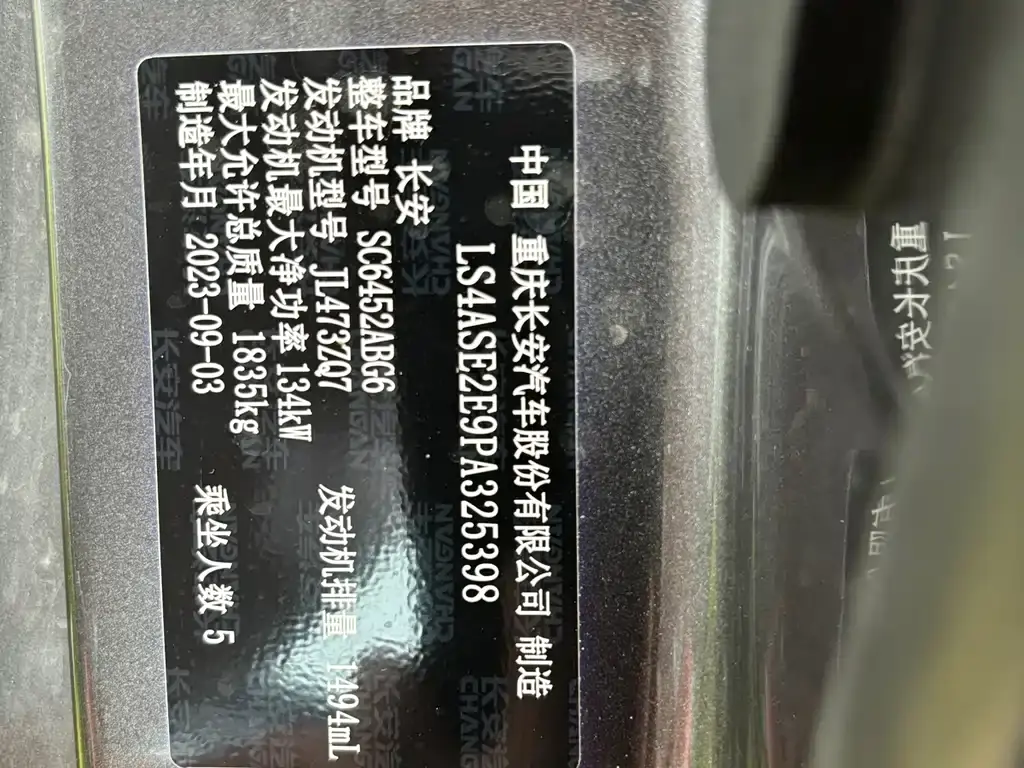 中国 重庆长安汽车股份有限公司 制造
LS4ASE2E9PA325398
品牌 长安
整车型号 SC6452ABG6
发动机型号 JL473ZQ7 发动机排量 1494mL
发动机最大净功率 134kW
最大允许总质量 1835kg
制造年月 2023-09-03 乘坐人数 5